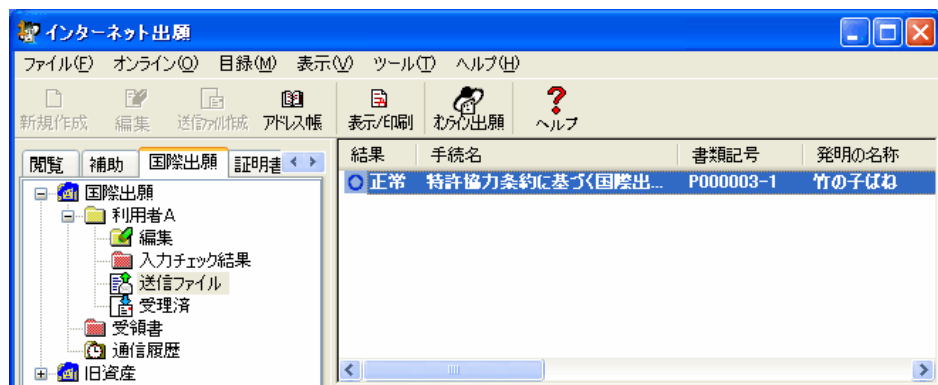 インターネット出願
ファイル(F) オンライン(O) 目録(M) 表示(V) ツール(T) ヘルプ(H)
新規作成 編集 送信ファイル作成 アドレス帳 表示/印刷 オンライン出願 ヘルプ
閲覧 補助 国際出願 証明書
国際出願
利用者A
編集
入力チェック結果
送信ファイル
受理済
受領書
通信履歴
旧資産
結果 手続名 書類記号 発明の名称
正常 特許協力条約に基づく国際出... P000003-1 竹の子ばね